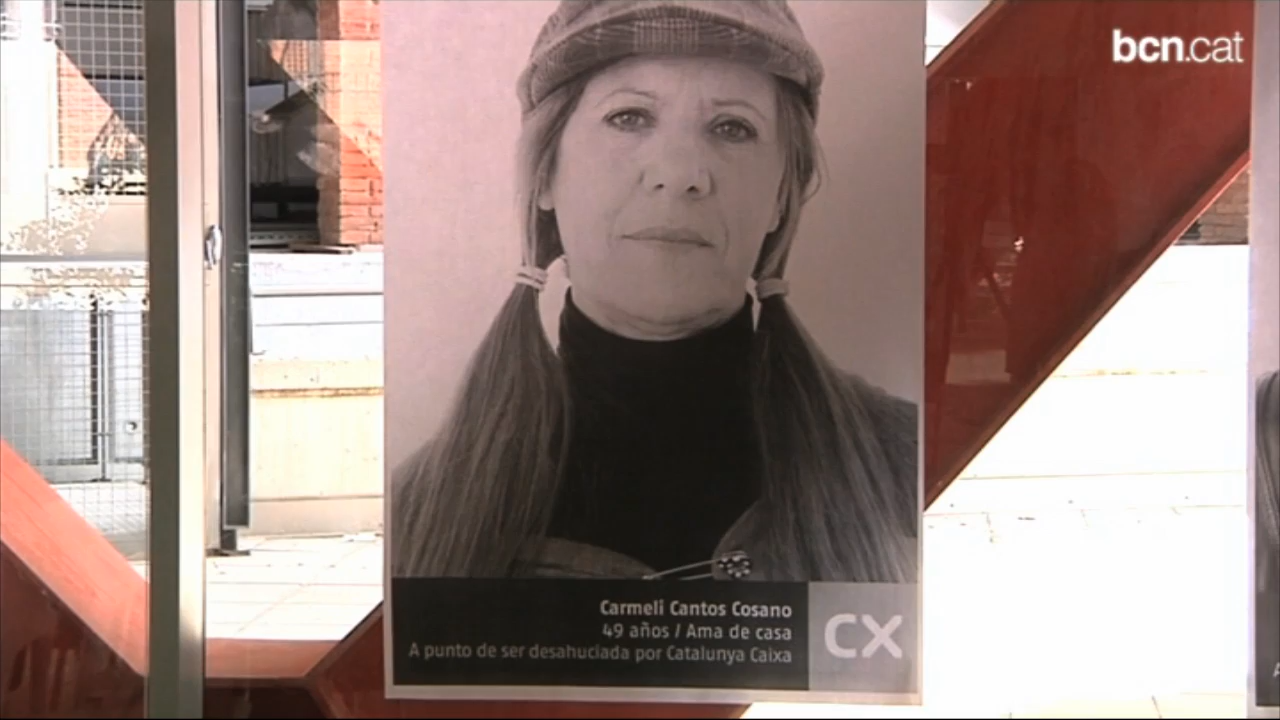 bcn.cat
Carmeli Cantos Cosano
49 años / Ama de casa
A punto de ser desahuciada por Catalunya Caixa
CX